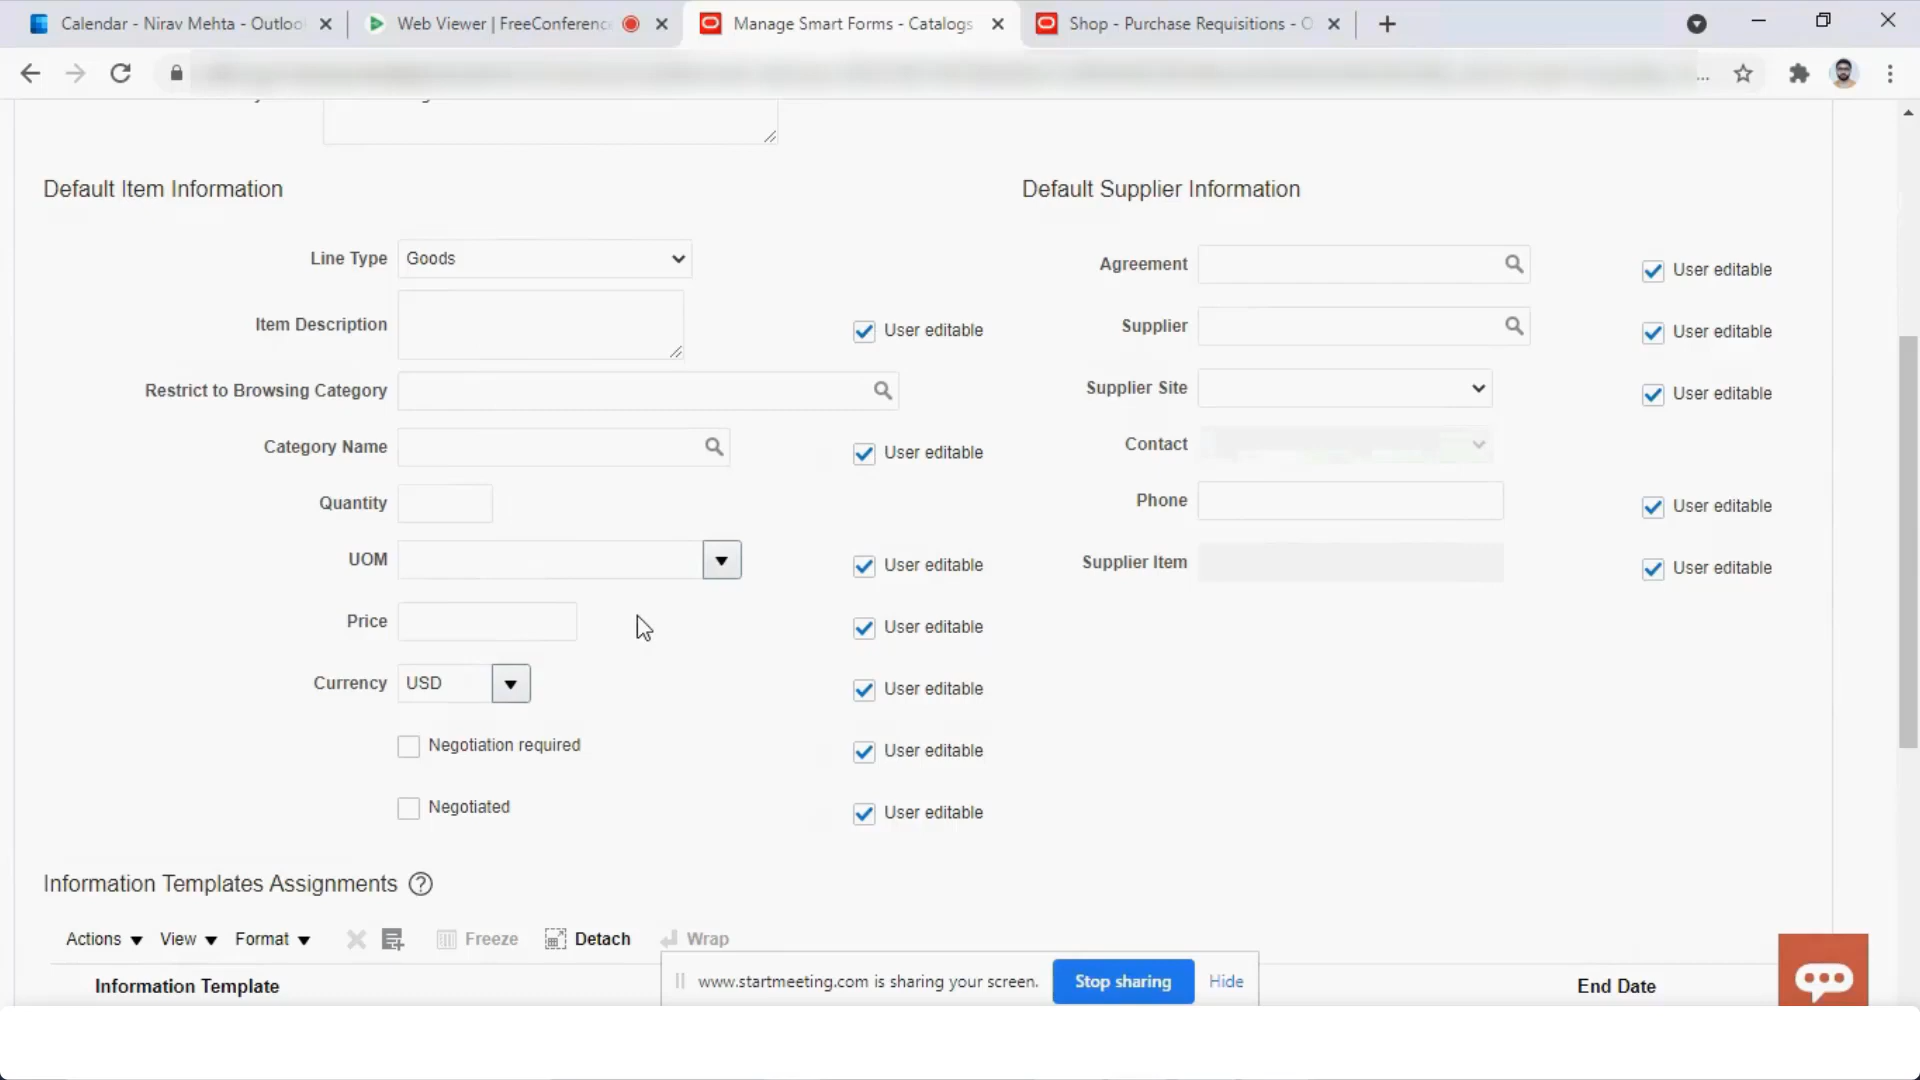 Calendar - Nirav Mehta - Outloo
Web Viewer | FreeConference
Manage Smart Forms - Catalogs
Shop - Purchase Requisitions - O
...
Default Item Information
Default Supplier Information
Line Type Goods
Agreement User editable
Item Description User editable
Supplier User editable
Restrict to Browsing Category
Supplier Site User editable
Category Name User editable
Contact
Quantity
Phone User editable
UOM User editable
Supplier Item User editable
Price User editable
Currency USD User editable
Negotiation required User editable
Negotiated User editable
Information Templates Assignments ?
Actions View Format Freeze Detach Wrap
www.startmeeting.com is sharing your screen. Stop sharing Hide
Information Template End Date